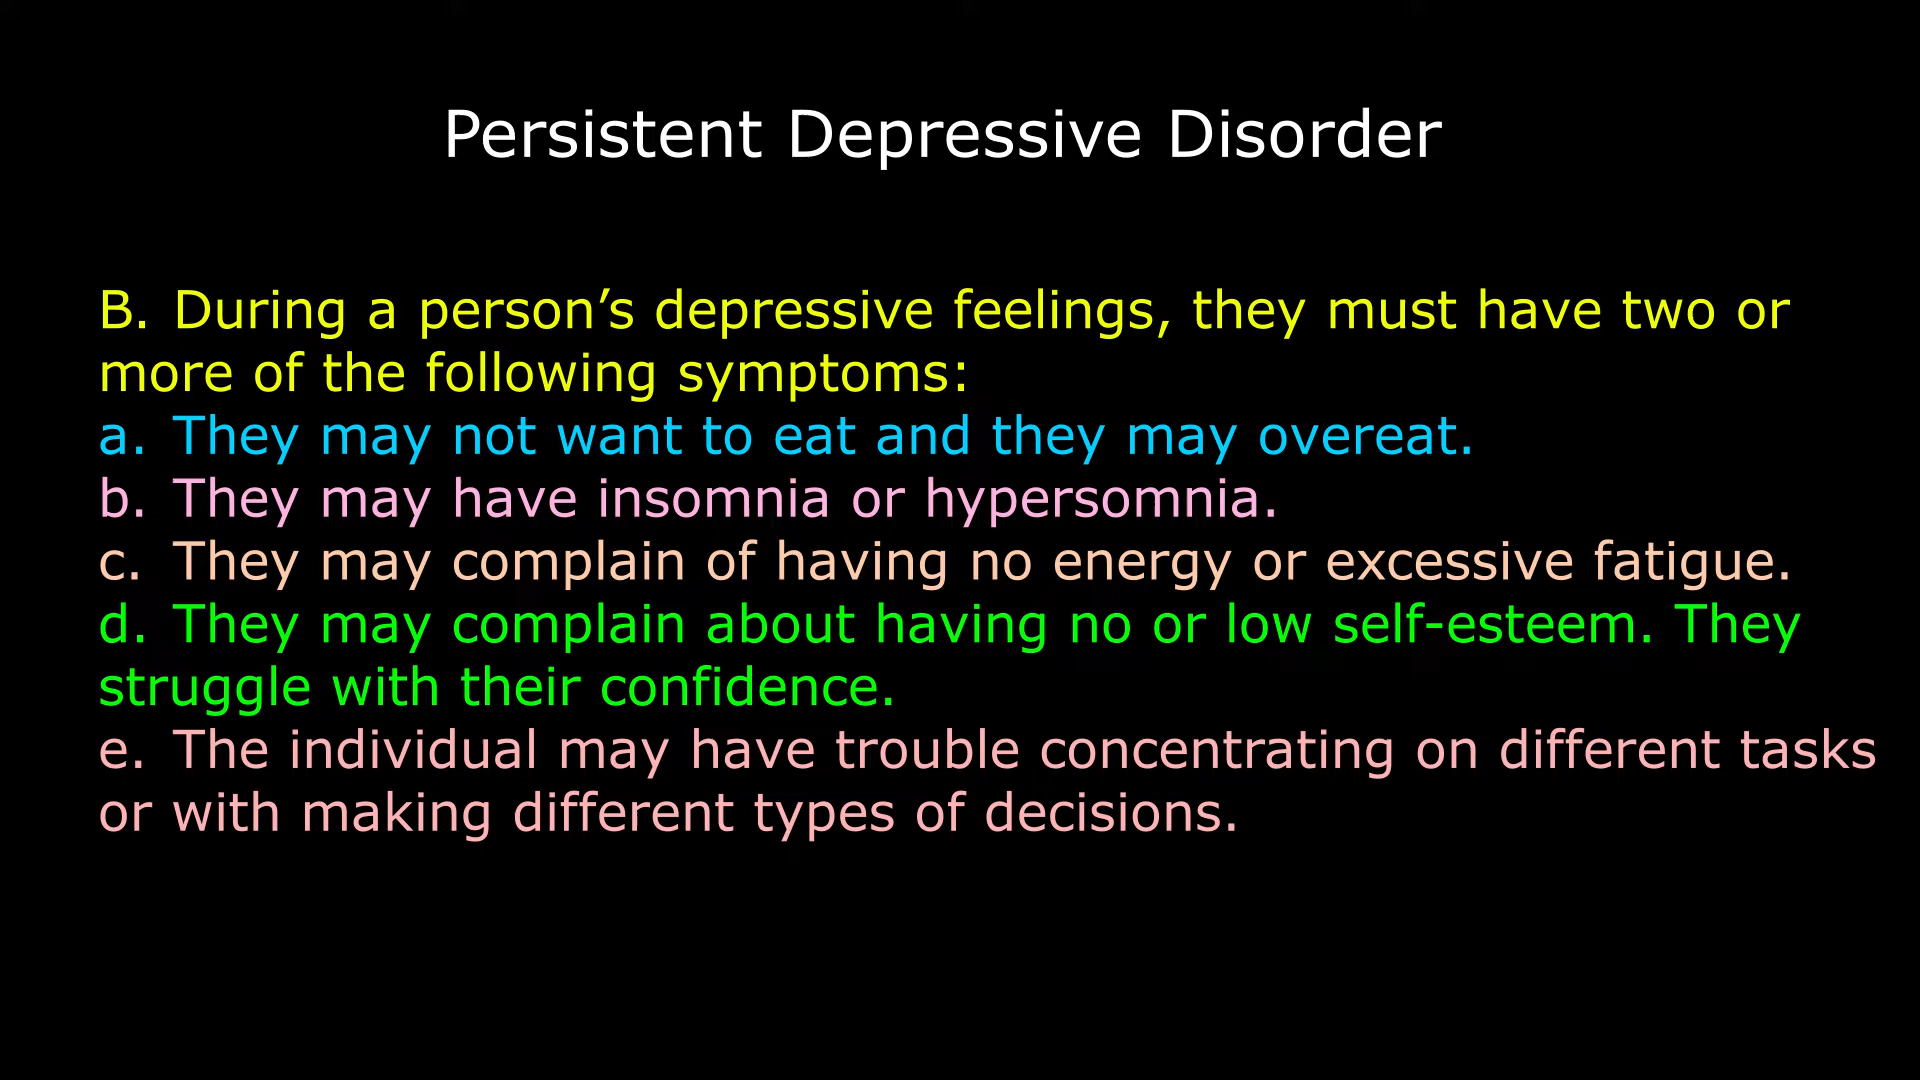 Persistent Depressive Disorder
B. During a person’s depressive feelings, they must have two or
more of the following symptoms:
a. They may not want to eat and they may overeat.
b. They may have insomnia or hypersomnia.
c. They may complain of having no energy or excessive fatigue.
d. They may complain about having no or low self-esteem. They
struggle with their confidence.
e. The individual may have trouble concentrating on different tasks
or with making different types of decisions.